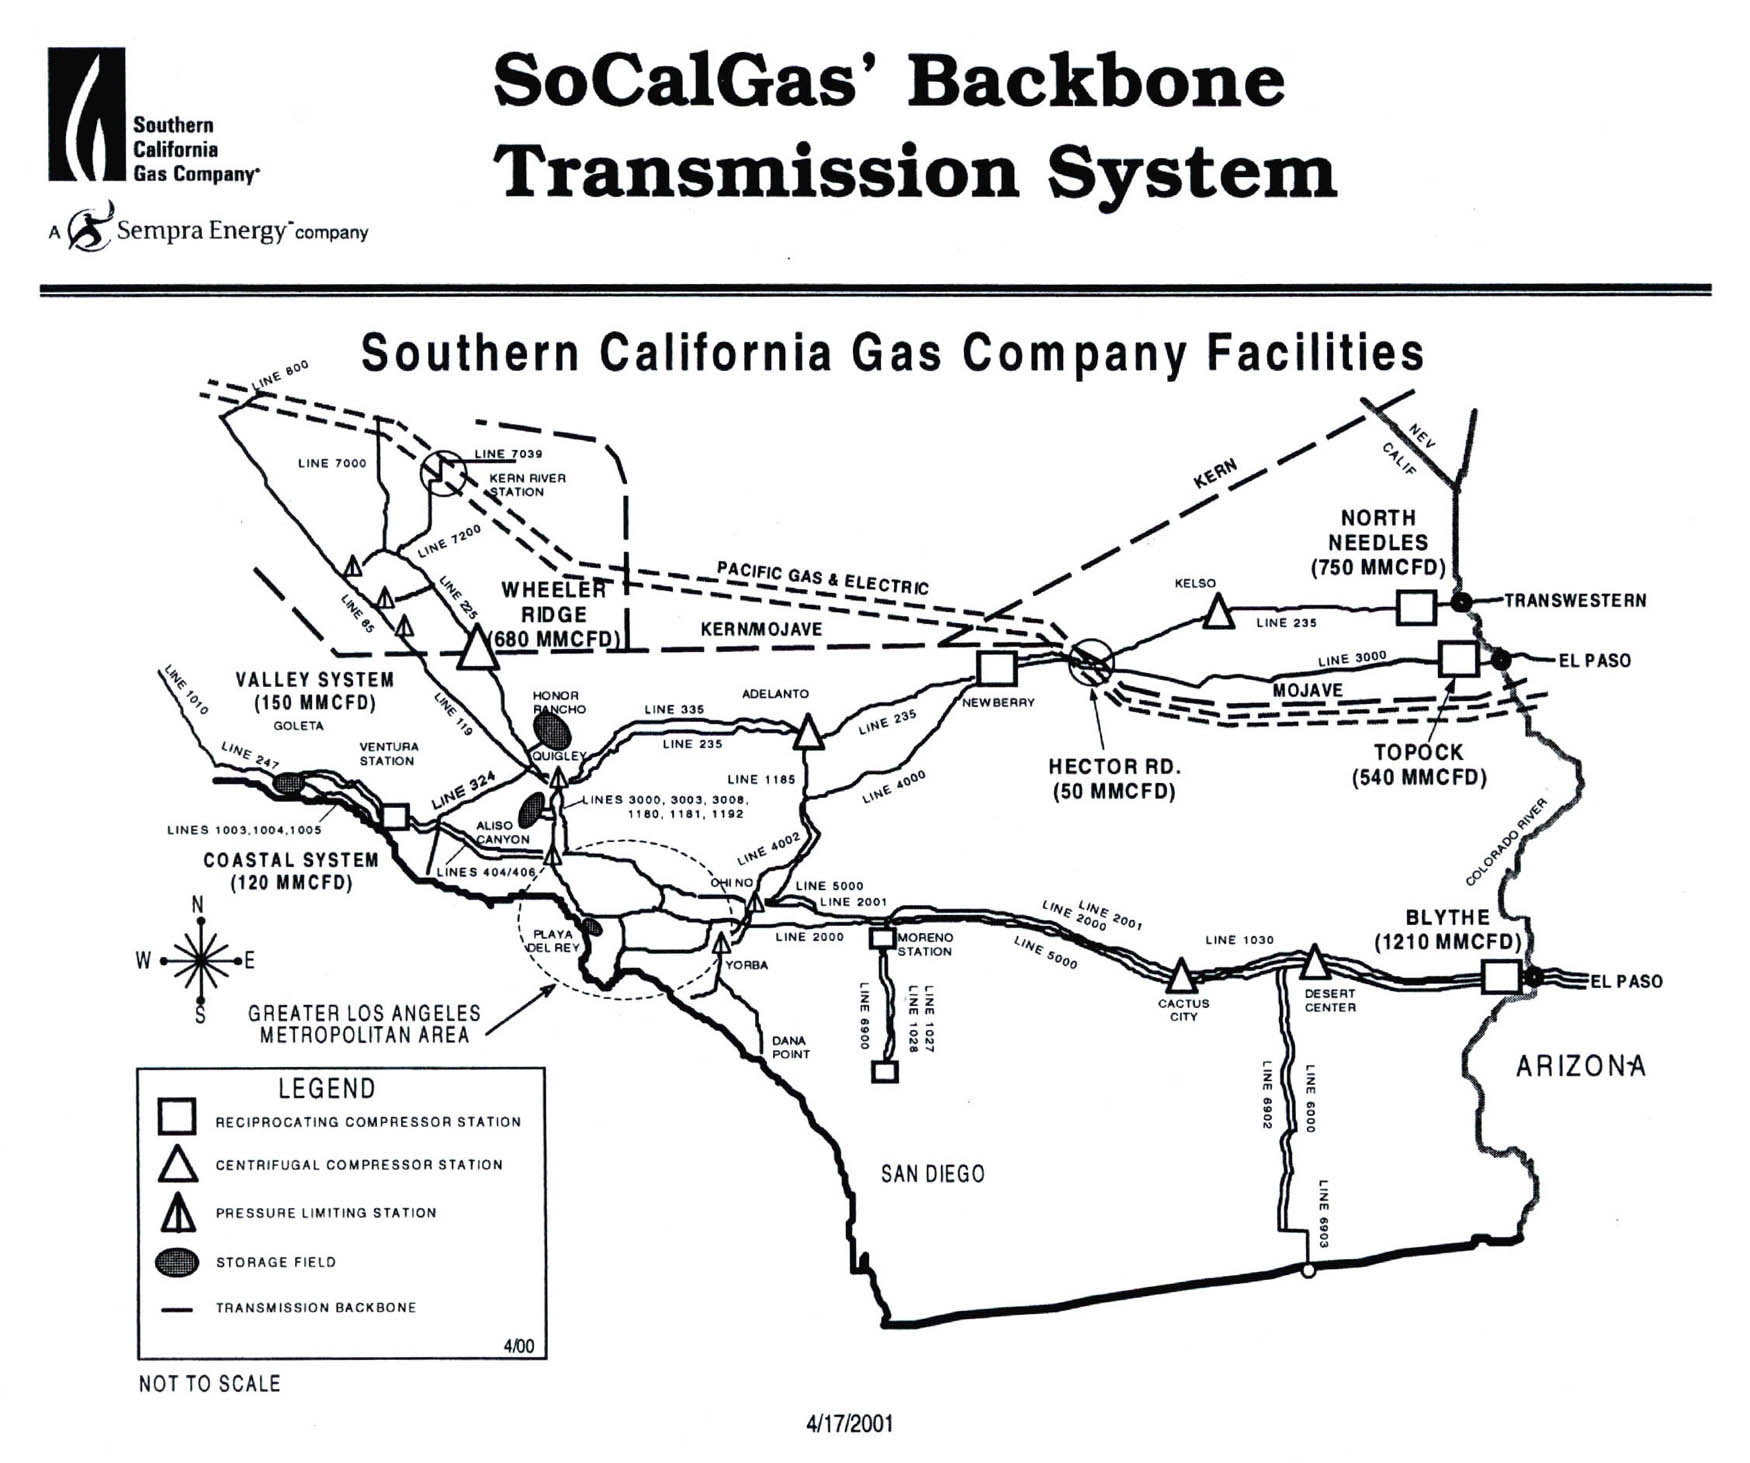 SoCalGas' Backbone
Transmission System
Southern
California
Gas Company
A Sempra Energy™ company
Southern California Gas Company Facilities
LINE 800
NEV
CALIF
LINE 7000
LINE 7039
KERN RIVER
STATION
KERN
LINE 7200
NORTH
NEEDLES
(750 MMCFD)
PACIFIC GAS & ELECTRIC
KELSO
LINE 235
TRANSWESTERN
LINE 85
LINE 225
WHEELER
RIDGE
(680 MMCFD)
KERN/MOJAVE
LINE 3000
EL PASO
MOJAVE
LINE 1010
VALLEY SYSTEM
(150 MMCFD)
GOLETA
LINE 119
HONOR
RANCHO
ADELANTO
LINE 335
LINE 235
LINE 235
NEWBERRY
HECTOR RD.
(50 MMCFD)
TOPOCK
(540 MMCFD)
LINE 247
VENTURA
STATION
QUIGLEY
LINE 324
LINE 1185
LINE 4000
LINES 3000, 3003, 3008,
1180, 1181, 1192
LINES 1003,1004,1005
ALISO
CANYON
COASTAL SYSTEM
(120 MMCFD)
LINES 404/406
LINE 4002
COLORADO RIVER
CHINO
LINE 5000
LINE 2001
LINE 2000
LINE 2001
LINE 2000
LINE 5000
MORENO
STATION
LINE 1030
BLYTHE
(1210 MMCFD)
EL PASO
PLAYA
DEL REY
YORBA
CACTUS
CITY
DESERT
CENTER
N
W
E
S
GREATER LOS ANGELES
METROPOLITAN AREA
LINE 6900
LINE 1028
LINE 1027
DANA
POINT
LINE 6902
LINE 6000
LINE 6903
ARIZONA
SAN DIEGO
LEGEND
RECIPROCATING COMPRESSOR STATION
CENTRIFUGAL COMPRESSOR STATION
PRESSURE LIMITING STATION
STORAGE FIELD
TRANSMISSION BACKBONE
4/00
NOT TO SCALE
4/17/2001